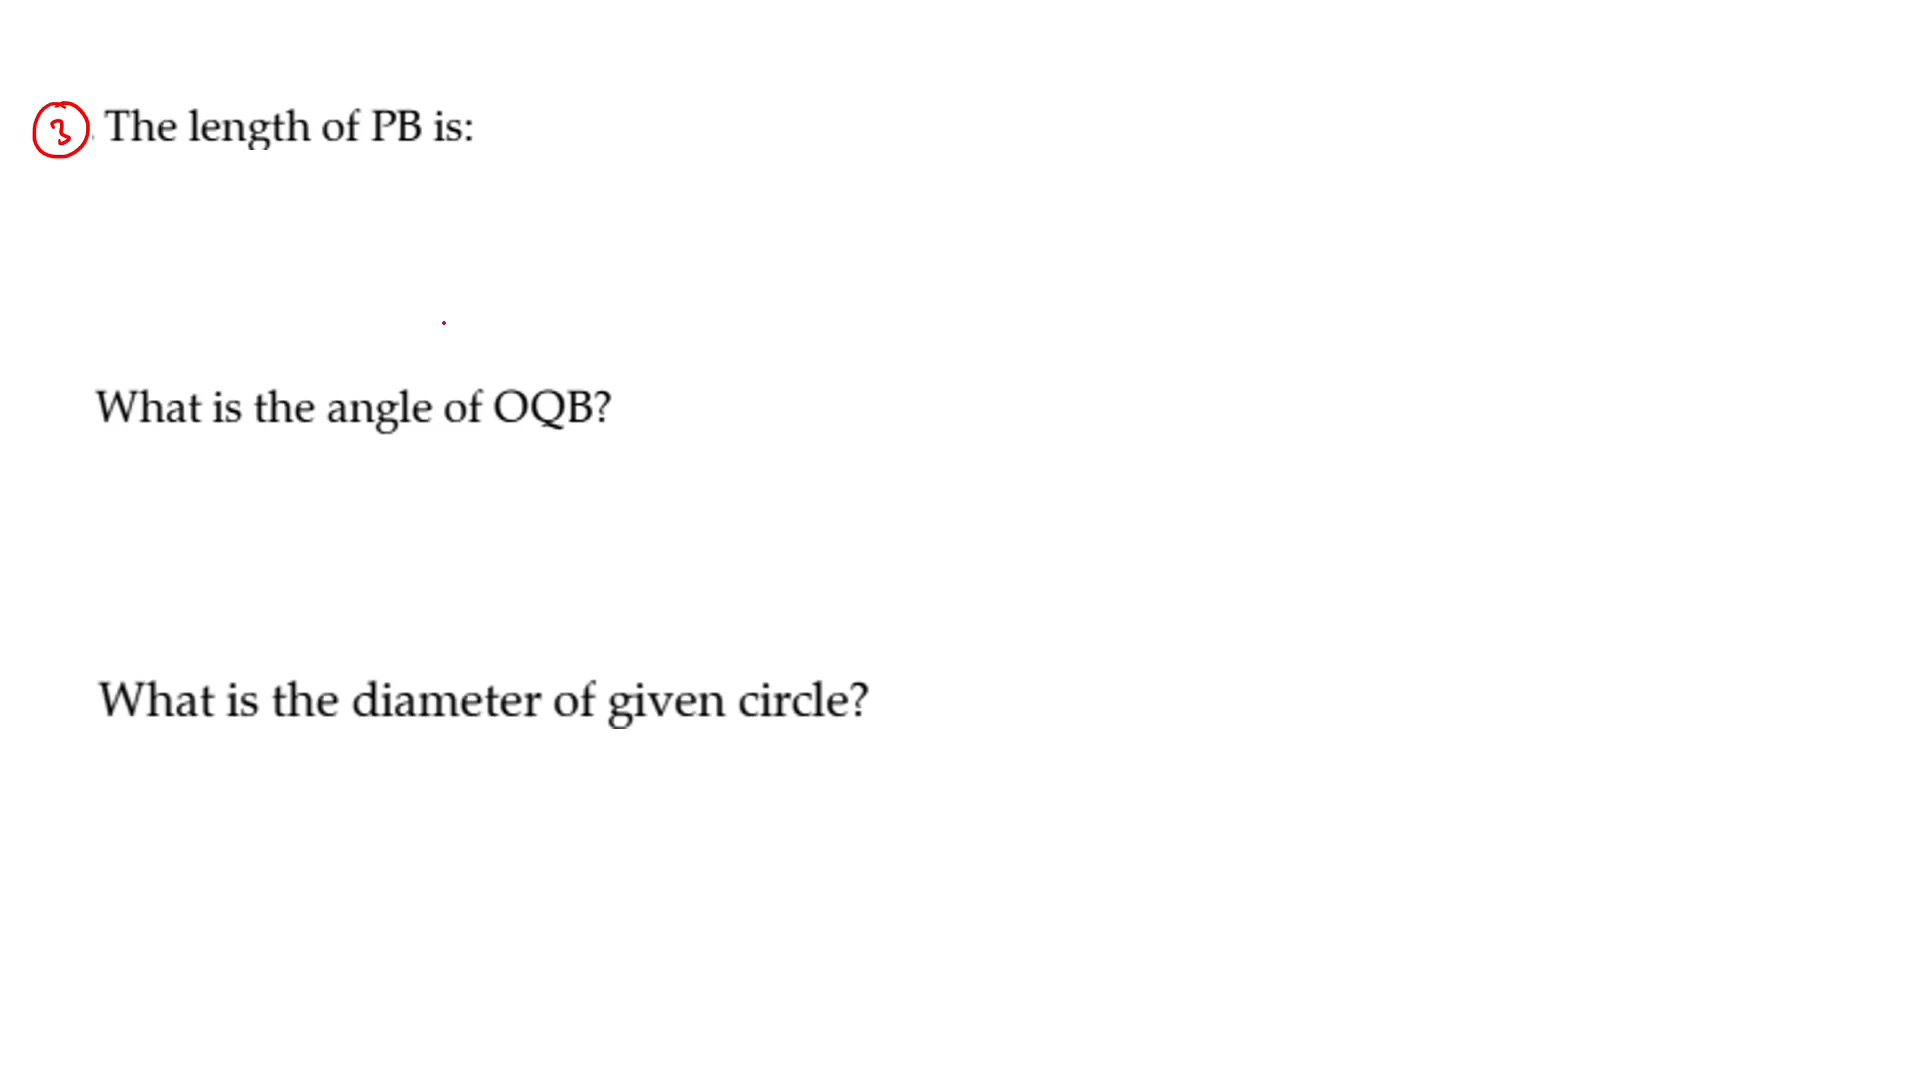 3 The length of PB is:
What is the angle of OQB?
What is the diameter of given circle?